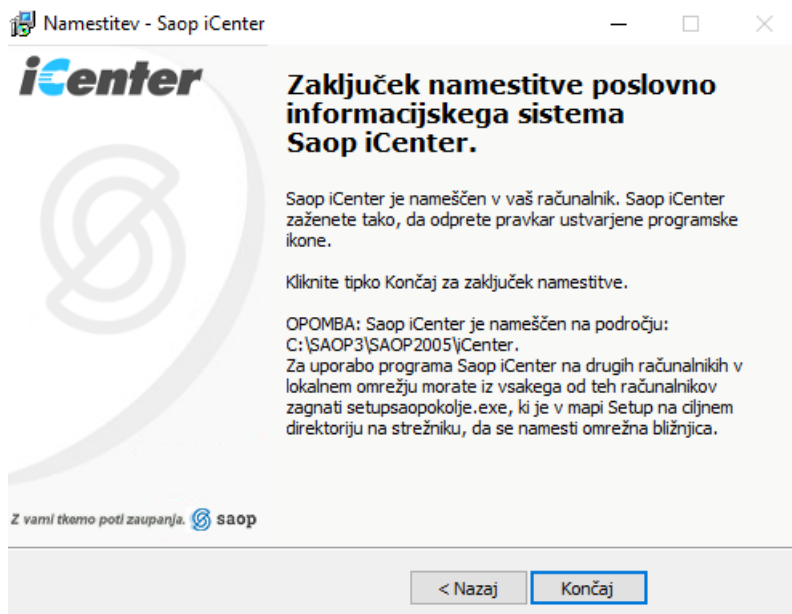 Namestitev - Saop iCenter
iCenter
Zaključek namestitve poslovno
informacijskega sistema
Saop iCenter.
Saop iCenter je nameščen v vaš računalnik. Saop iCenter
zaženete tako, da odprete pravkar ustvarjene programske
ikone.
Kliknite tipko Končaj za zaključek namestitve.
OPOMBA: Saop iCenter je nameščen na področju:
C:\SAOP3\SAOP2005\iCenter.
Za uporabo programa Saop iCenter na drugih računalnikih v
lokalnem omrežju morate iz vsakega od teh računalnikov
zagnati setupsaopokolje.exe, ki je v mapi Setup na ciljnem
direktoriju na strežniku, da se namesti omrežna bližnjica.
Z vami tkemo poti zaupanja. saop
< Nazaj
Končaj